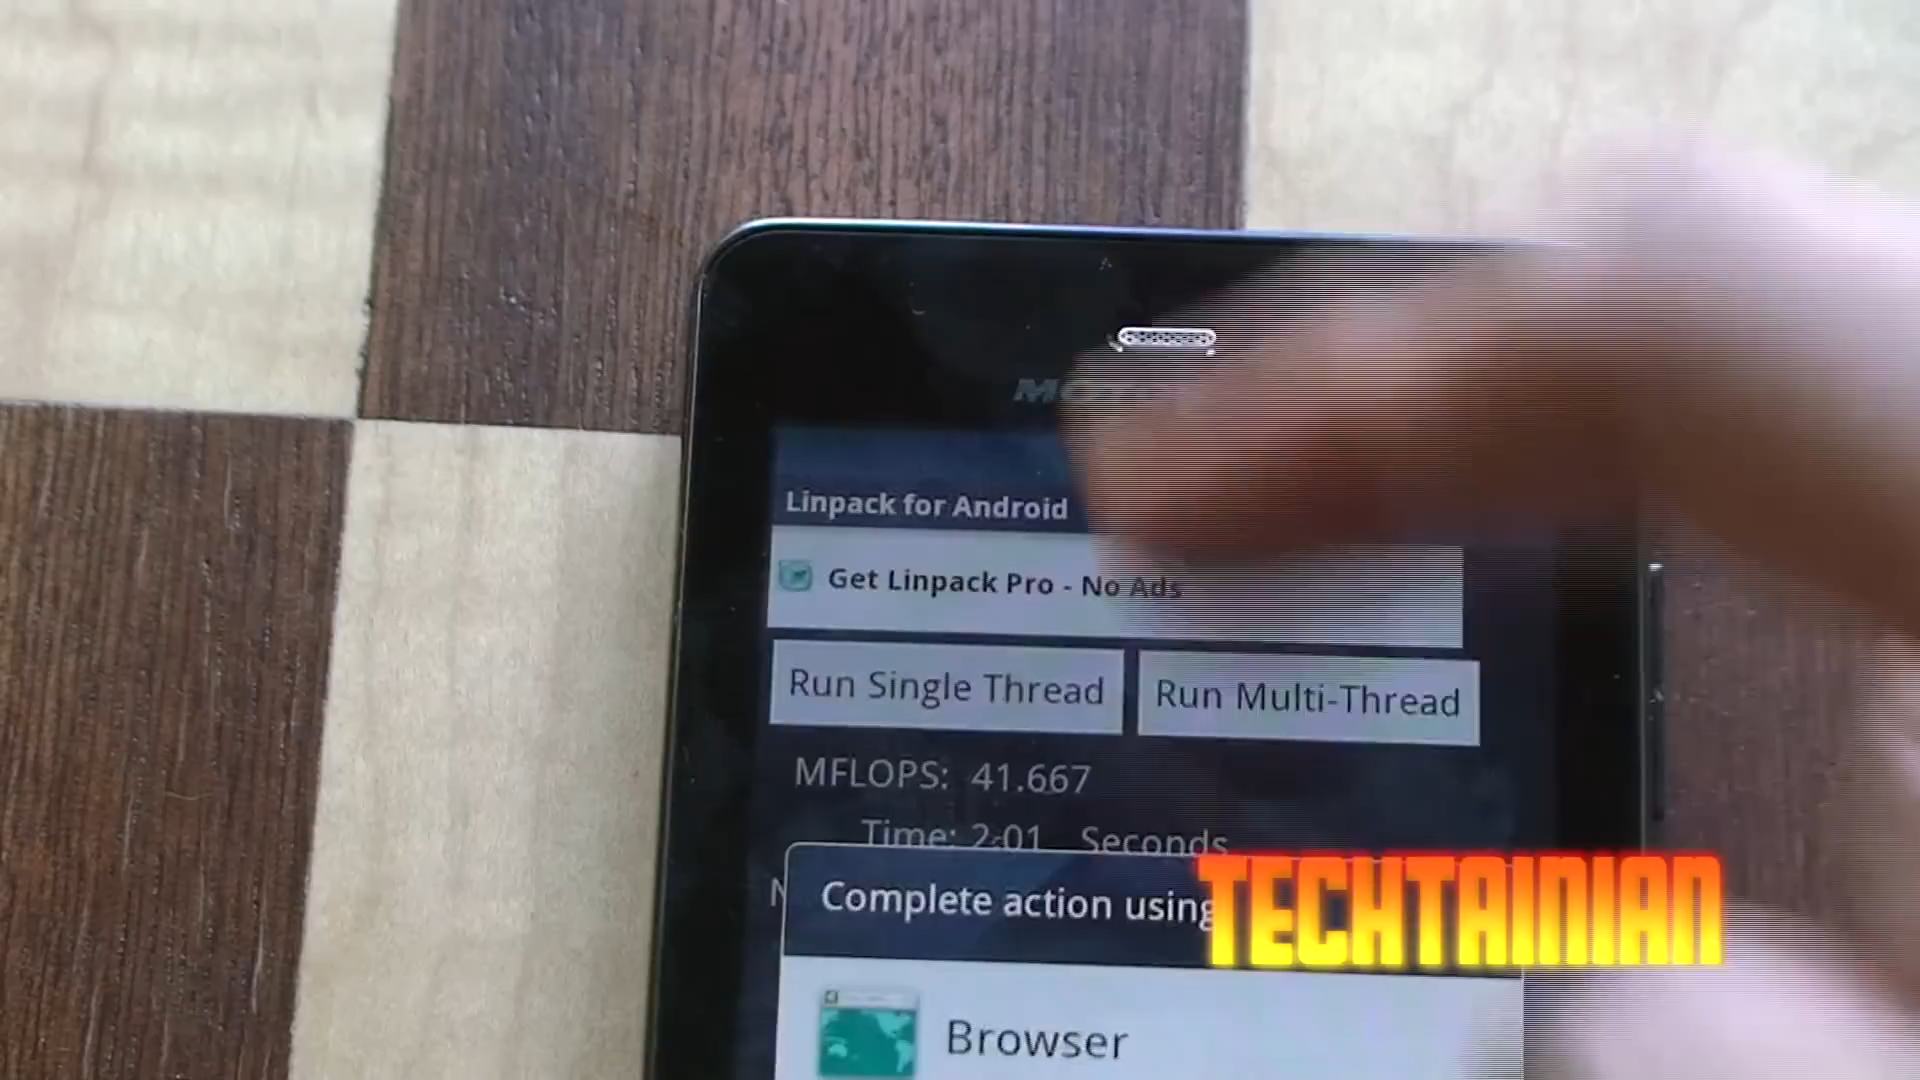 Linpack for Android
Get Linpack Pro - No Ads
Run Single Thread
Run Multi-Thread
MFLOPS: 41.667
Time: 2.01 Seconds
Complete action using
TECHTAINIAN
Browser